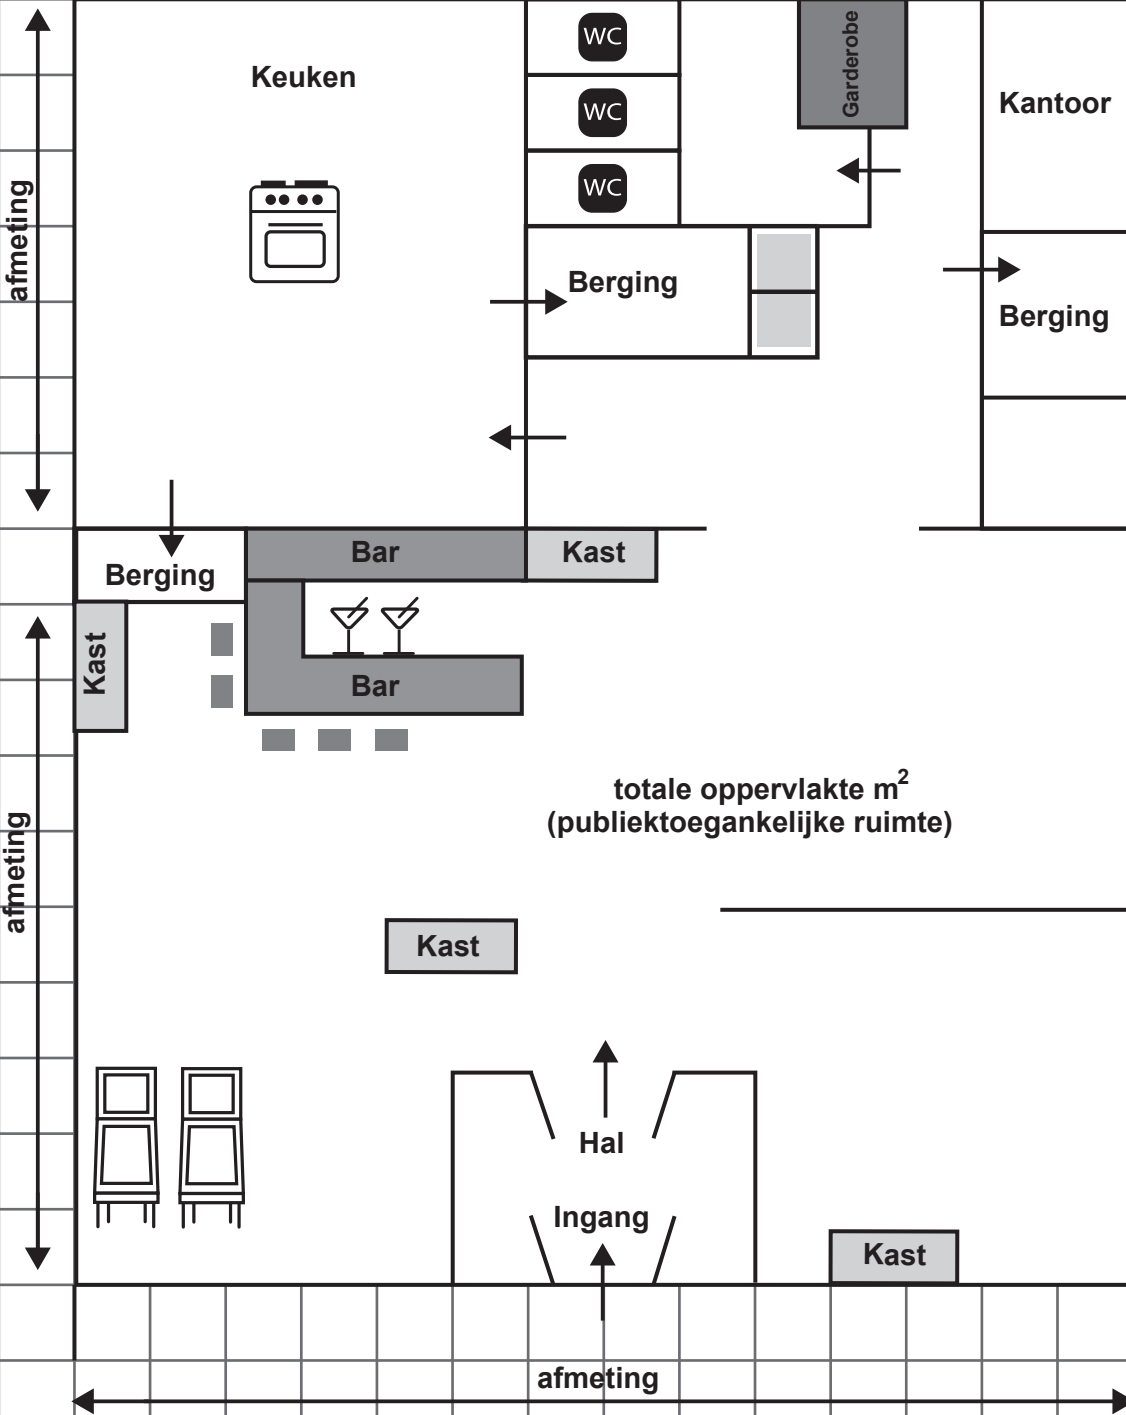 Keuken
WC
WC
WC
Garderobe
Kantoor
afmeting
Berging
Berging
Bar
Kast
Berging
Kast
Bar
totale oppervlakte m²
(publiektoegankelijke ruimte)
afmeting
Kast
Hal
Ingang
Kast
afmeting